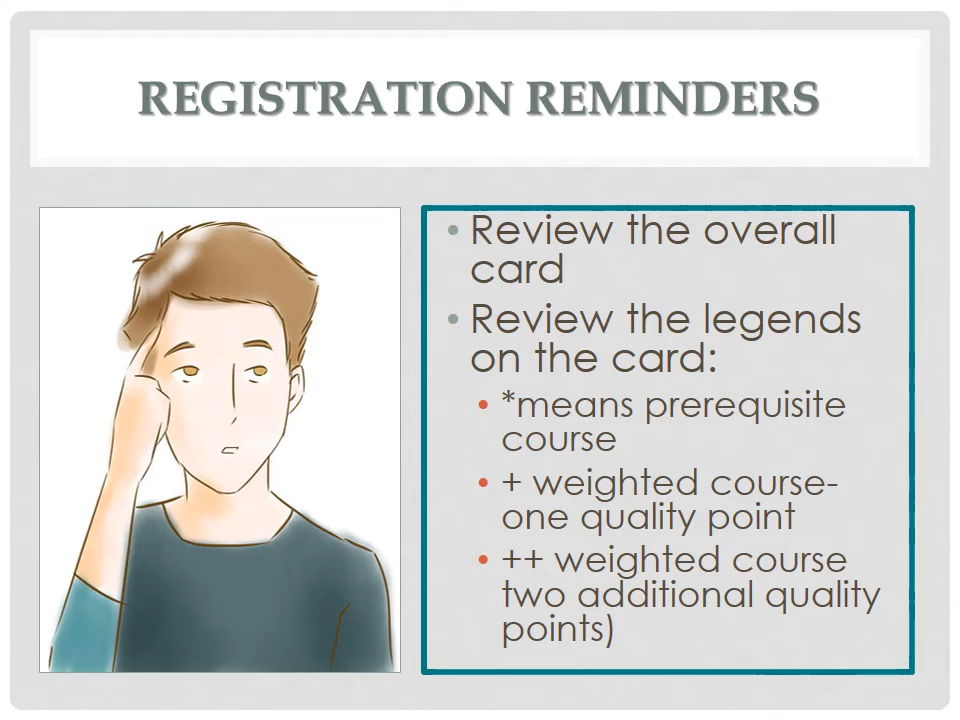 REGISTRATION REMINDERS
• Review the overall
card
• Review the legends
on the card:
• *means prerequisite
course
• + weighted course-
one quality point
• ++ weighted course
two additional quality
points)